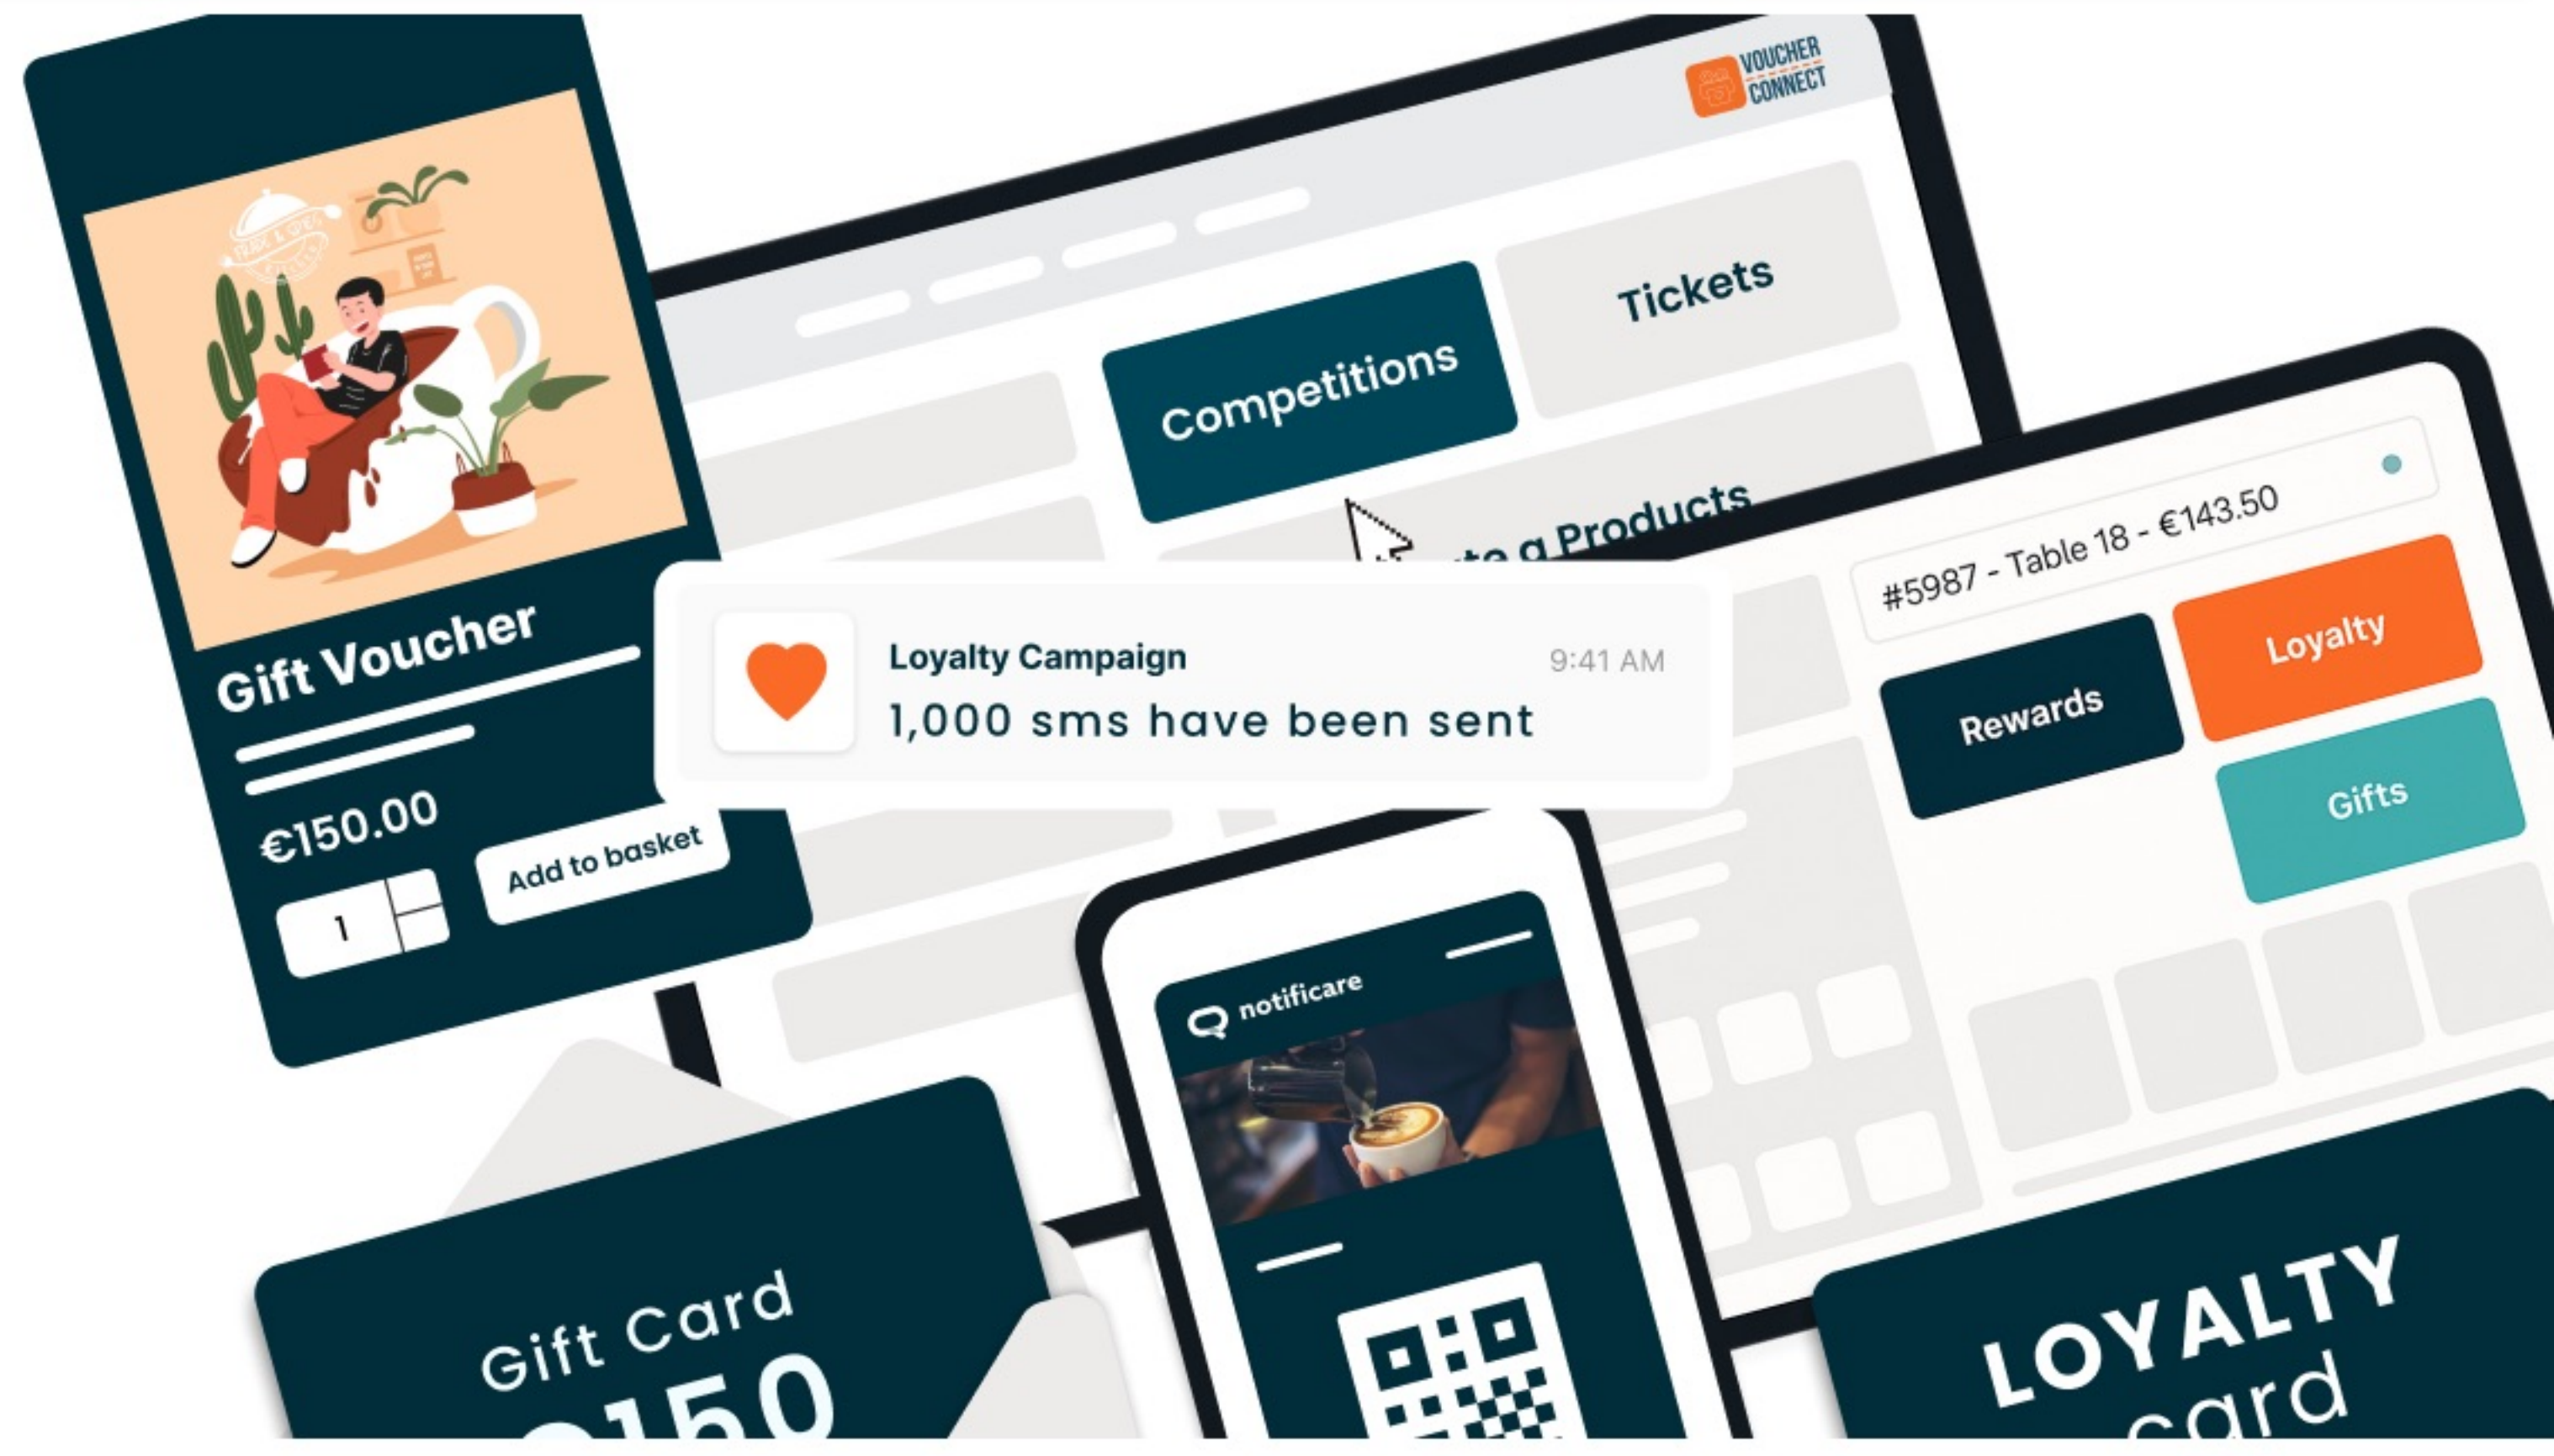 VOUCHER
CONNECT
Tickets
Competitions
a Products
#5987 - Table 18 - €143.50
Loyalty
Rewards
Gifts
Gift Voucher
€150.00
1
Add to basket
Loyalty Campaign
9:41 AM
1,000 sms have been sent
notificare
Gift Card
€150
LOYALTY
card